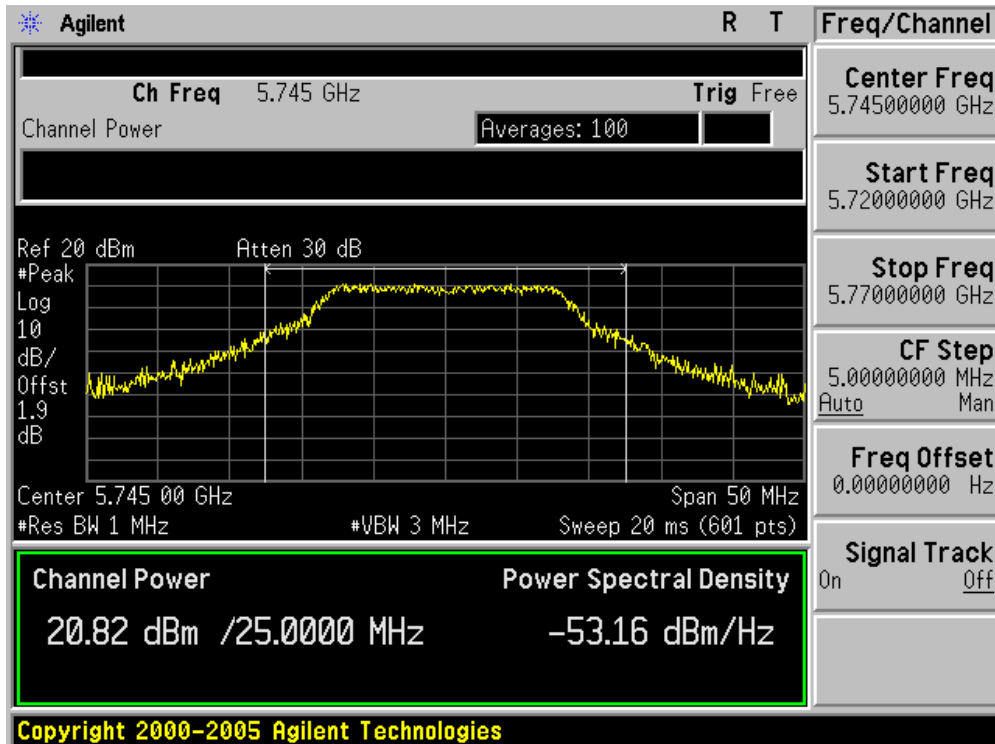 Agilent R T
Ch Freq 5.745 GHz Trig Free
Channel Power Averages: 100
Ref 20 dBm Atten 30 dB
#Peak
Log
10
dB/
Offst
1.9
dB
Center 5.745 00 GHz Span 50 MHz
#Res BW 1 MHz #VBW 3 MHz Sweep 20 ms (601 pts)
Channel Power Power Spectral Density
20.82 dBm /25.0000 MHz -53.16 dBm/Hz
Copyright 2000-2005 Agilent Technologies
Freq/Channel
Center Freq
5.74500000 GHz
Start Freq
5.72000000 GHz
Stop Freq
5.77000000 GHz
CF Step
5.00000000 MHz
Auto Man
Freq Offset
0.00000000 Hz
Signal Track
On Off